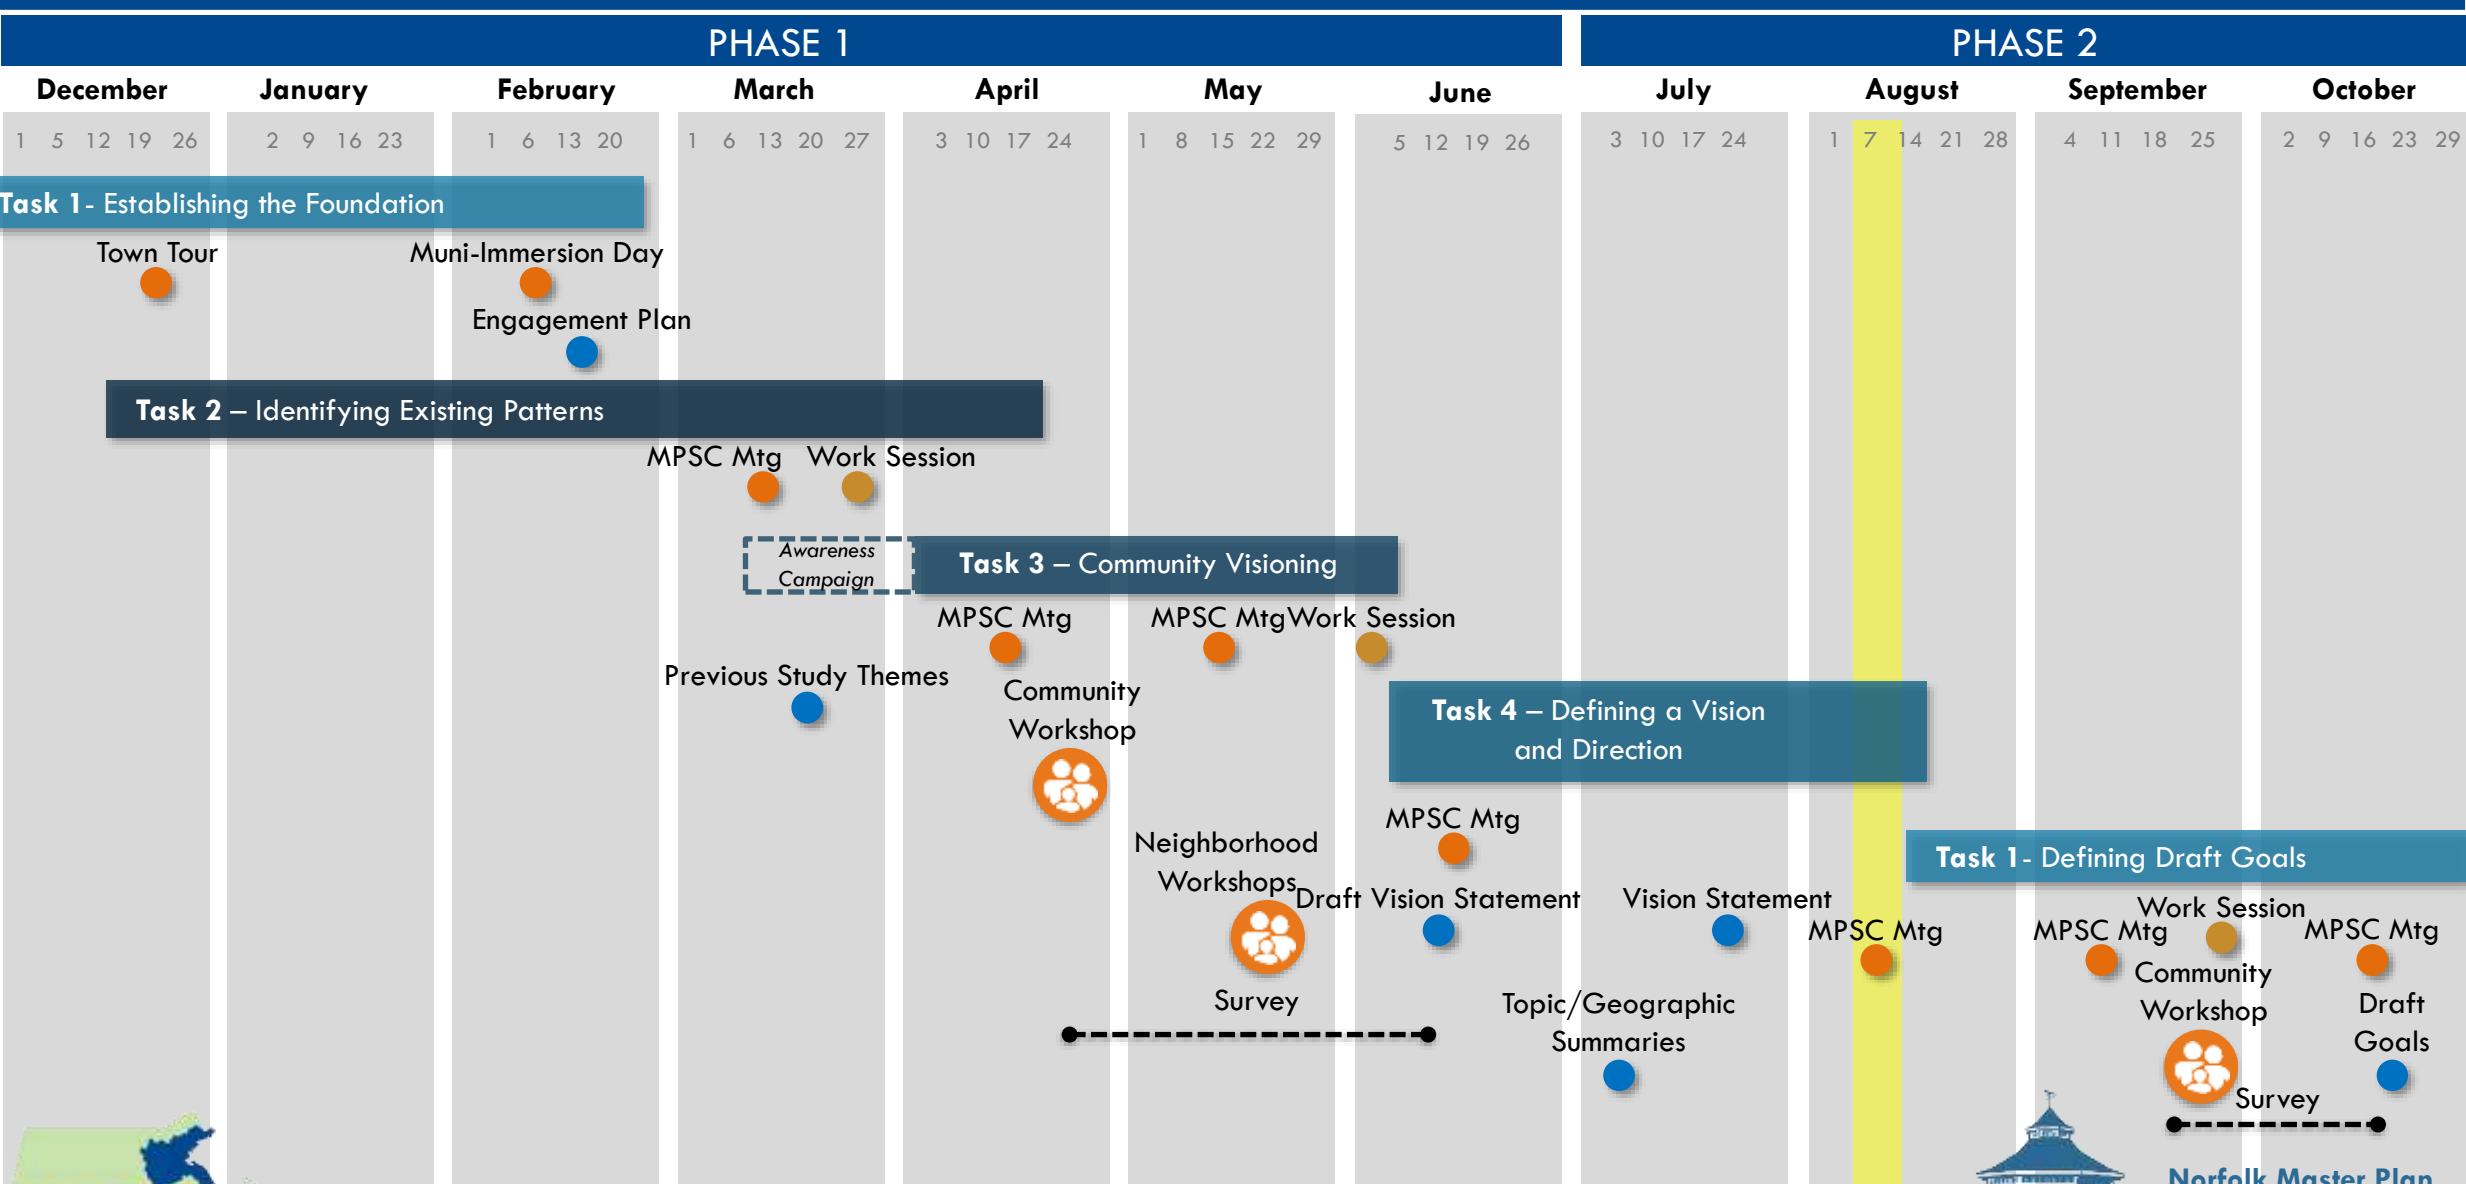 PHASE 1 PHASE 2
December January February March April May June July August September October
1 5 12 19 26 2 9 16 23 1 6 13 20 1 6 13 20 27 3 10 17 24 1 8 15 22 29 5 12 19 26 3 10 17 24 1 7 14 21 28 4 11 18 25 2 9 16 23 29
Task 1- Establishing the Foundation
Town Tour Muni-Immersion Day
Engagement Plan
Task 2 – Identifying Existing Patterns
MPSC Mtg Work Session
Awareness
Campaign
Task 3 – Community Visioning
MPSC Mtg MPSC Mtg Work Session
Previous Study Themes
Community
Workshop
Task 4 – Defining a Vision
and Direction
MPSC Mtg
Neighborhood
Workshops
Task 1- Defining Draft Goals
Draft Vision Statement Vision Statement
Work Session
MPSC Mtg MPSC Mtg MPSC Mtg
Survey
Topic/Geographic
Summaries
Community
Workshop
Draft
Goals
Survey
Norfolk Master Plan